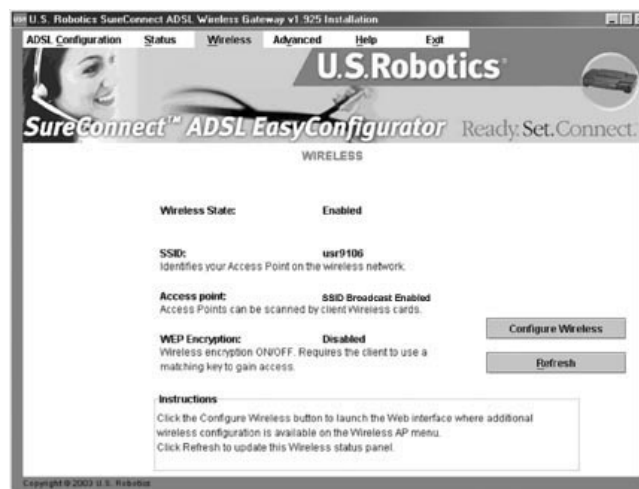 U.S. Robotics SureConnect ADSL Wireless Gateway v1.925 Installation
ADSL Configuration Status Wireless Advanced Help Exit
U.S.Robotics
SureConnect™ ADSL EasyConfigurator Ready. Set. Connect.
WIRELESS
Wireless State: Enabled
SSID: usr9106
Identifies your Access Point on the wireless network.
Access point: SSID Broadcast Enabled
Access Points can be scanned by client Wireless cards.
WEP Encryption: Disabled
Wireless encryption ON/OFF. Requires the client to use a
matching key to gain access.
Configure Wireless
Refresh
Instructions
Click the Configure Wireless button to launch the Web interface where additional
wireless configuration is available on the Wireless AP menu.
Click Refresh to update this Wireless status panel.
Copyright © 2003 U.S. Robotics